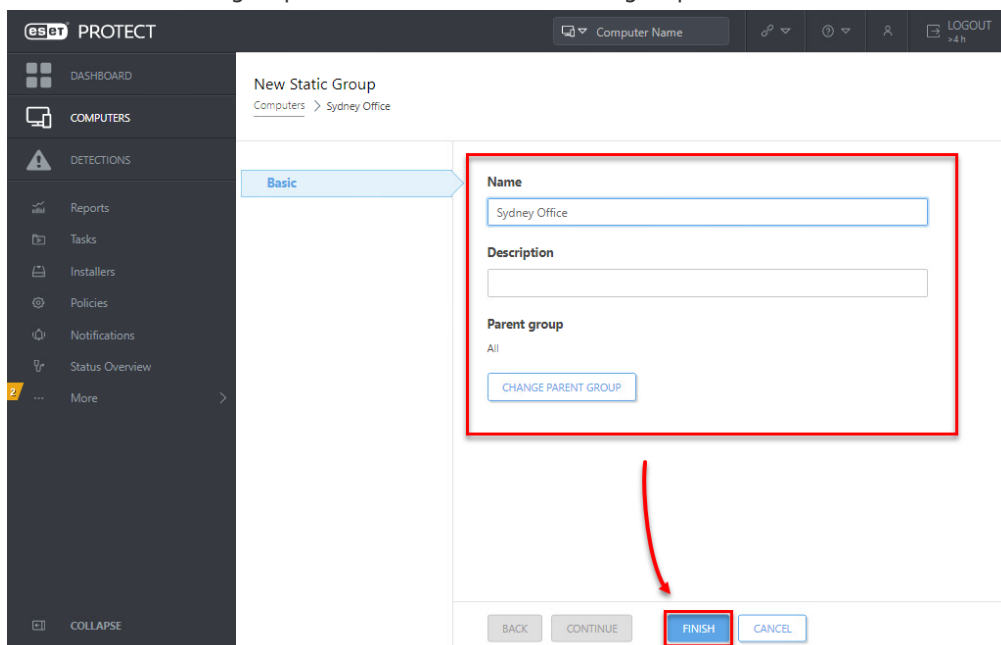 eset PROTECT
Computer Name
LOGOUT
>4 h
DASHBOARD
COMPUTERS
DETECTIONS
Reports
Tasks
Installers
Policies
Notifications
Status Overview
2
... More >
COLLAPSE
New Static Group
Computers > Sydney Office
Basic
Name
Sydney Office
Description
Parent group
All
CHANGE PARENT GROUP
BACK CONTINUE FINISH CANCEL